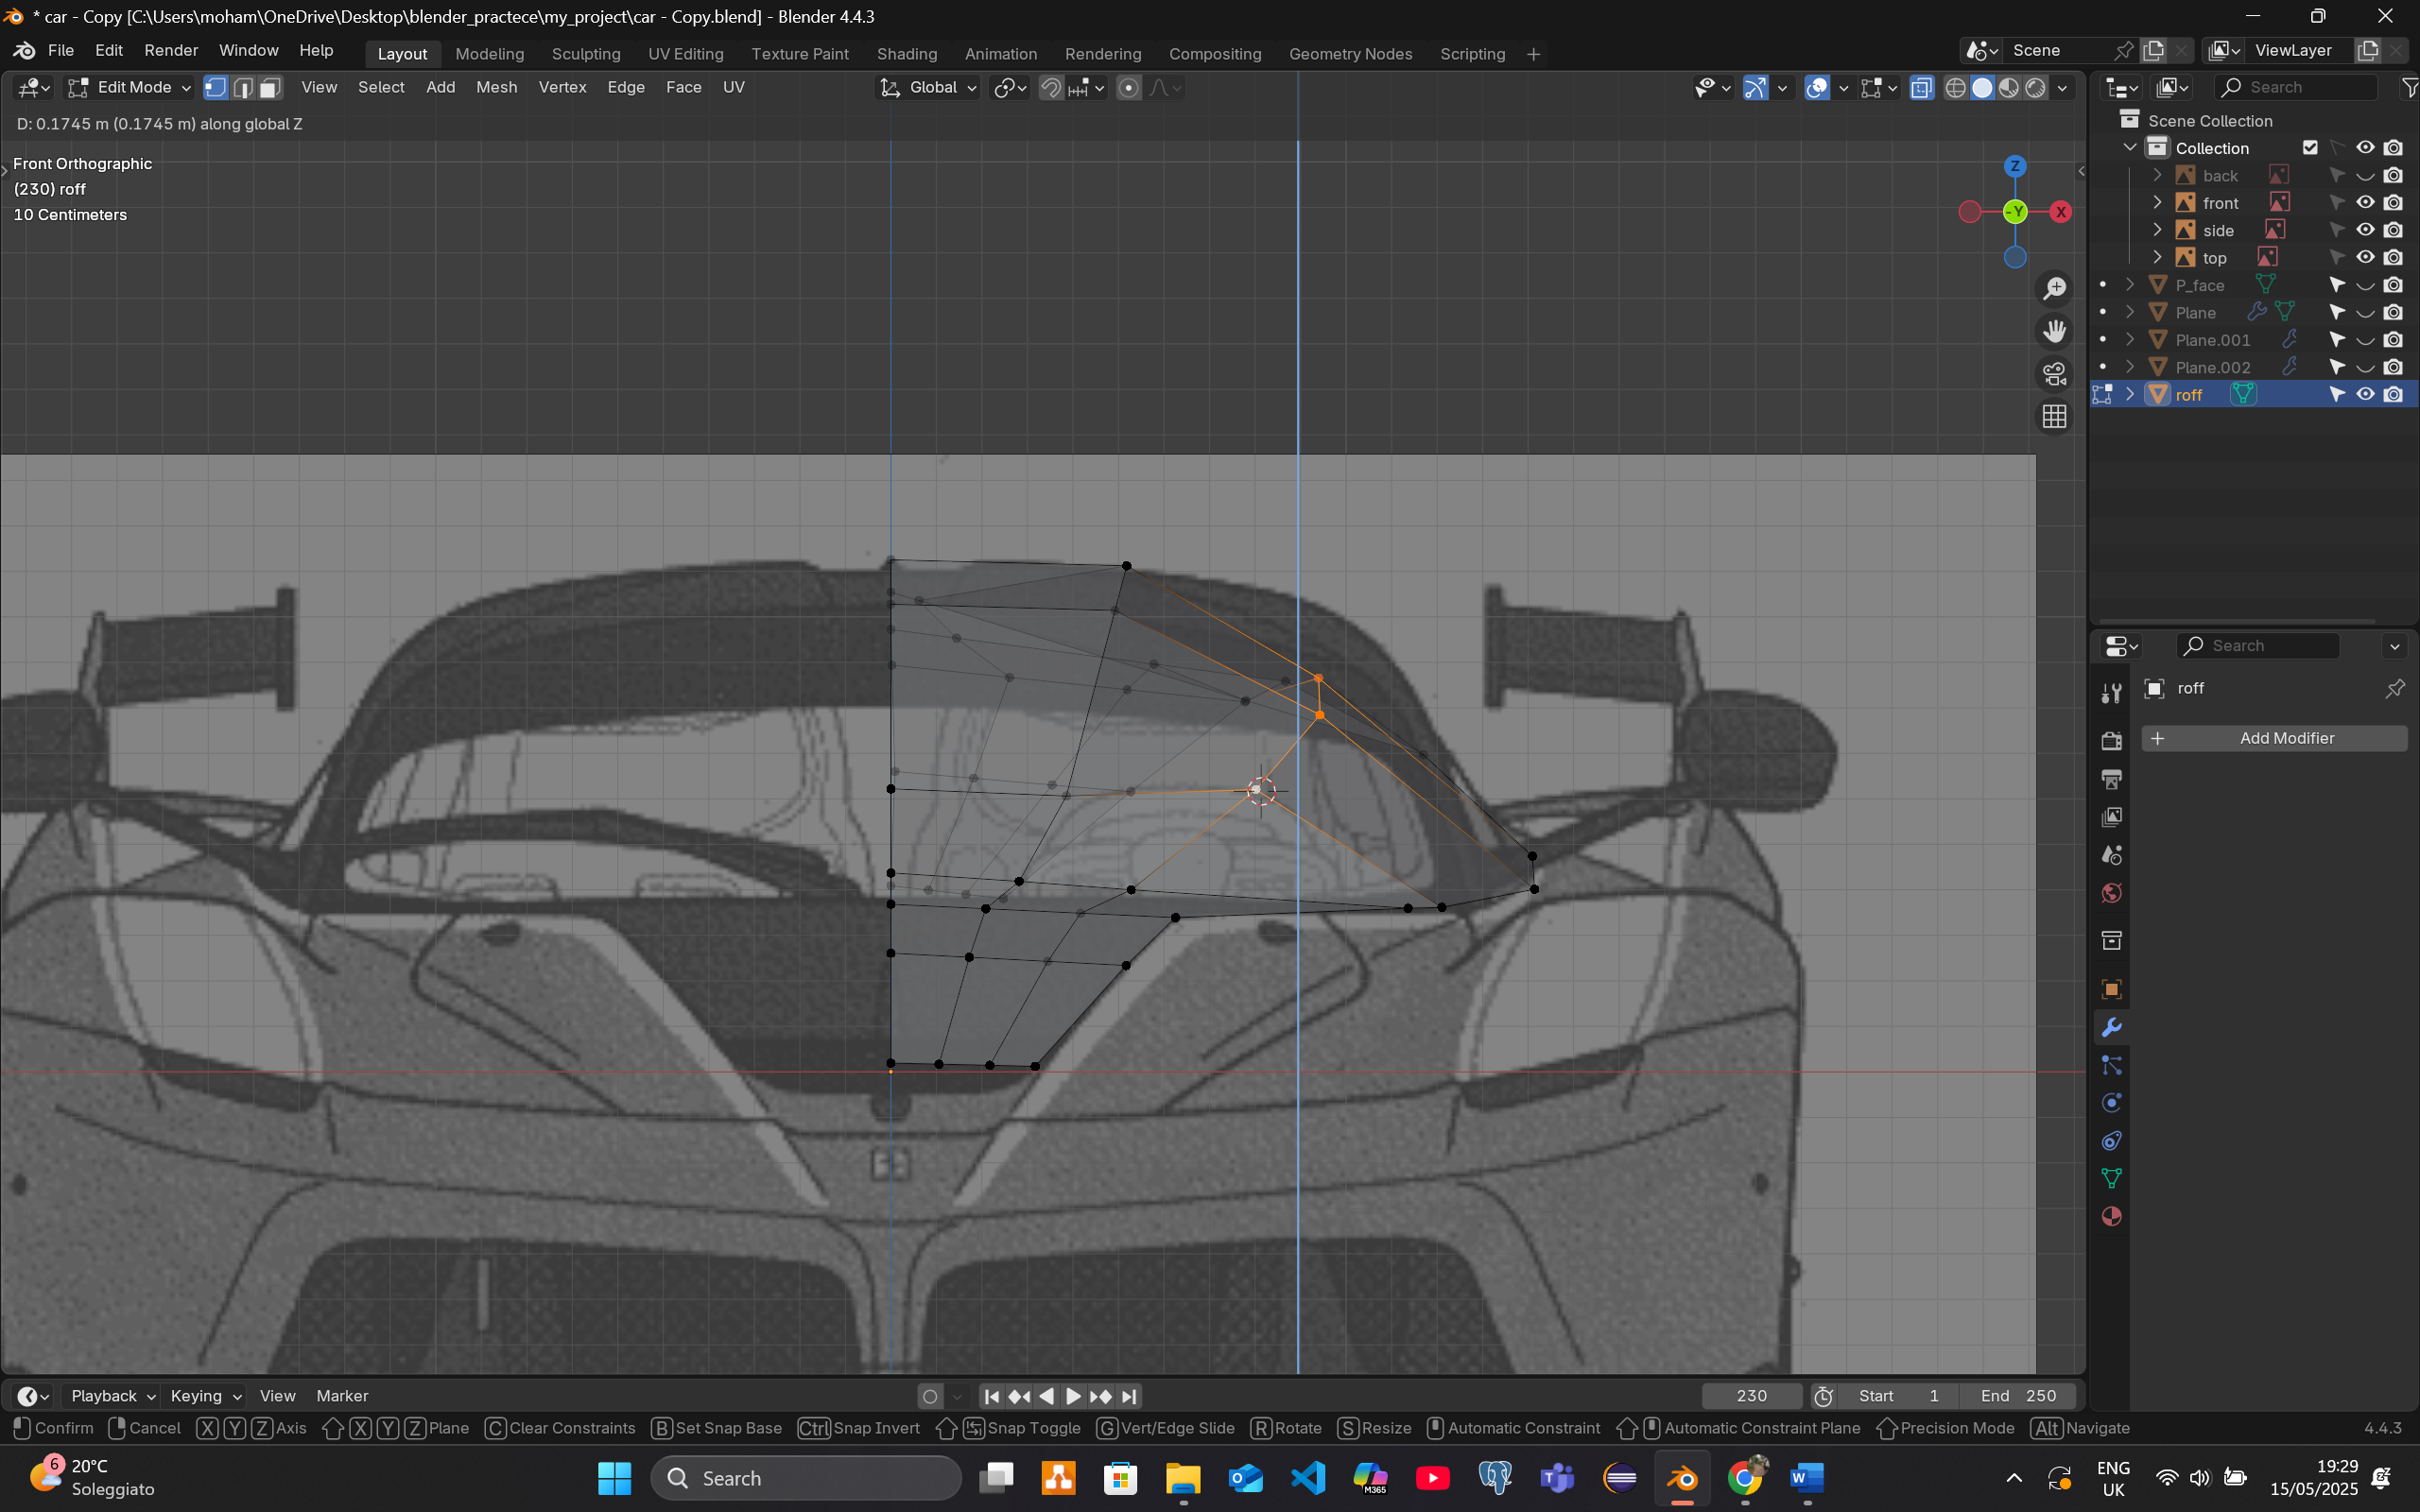 * car - Copy [C:\Users\moham\OneDrive\Desktop\blender_practece\my_project\car - Copy.blend] - Blender 4.4.3
File Edit Render Window Help Layout Modeling Sculpting UV Editing Texture Paint Shading Animation Rendering Compositing Geometry Nodes Scripting + Scene ViewLayer
Edit Mode View Select Add Mesh Vertex Edge Face UV Global Search
D: 0.1745 m (0.1745 m) along global Z
Front Orthographic
(230) roff
10 Centimeters
Z
-Y
X
Scene Collection
Collection
back
front
side
top
P_face
Plane
Plane.001
Plane.002
roff
Search
roff
+ Add Modifier
Playback Keying View Marker 230 Start 1 End 250
Confirm Cancel X Y Z Axis X Y Z Plane C Clear Constraints B Set Snap Base Ctrl Snap Invert Snap Toggle G Vert/Edge Slide R Rotate S Resize Automatic Constraint Automatic Constraint Plane Precision Mode Alt Navigate 4.4.3
6
20°C
Soleggiato
Search
M365
W
ENG
UK
19:29
15/05/2025